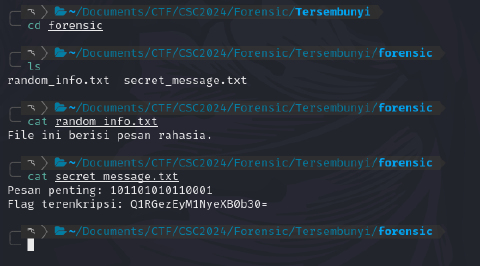 ~/Documents/CTF/CSC2024/Forensic/Tersembunyi
cd forensic
~/Documents/CTF/CSC2024/Forensic/Tersembunyi/forensic
ls
random_info.txt secret_message.txt
~/Documents/CTF/CSC2024/Forensic/Tersembunyi/forensic
cat random_info.txt
File ini berisi pesan rahasia.
~/Documents/CTF/CSC2024/Forensic/Tersembunyi/forensic
cat secret_message.txt
Pesan penting: 101101010110001
Flag terenkripsi: Q1RGezEyM1NyeXB0b30=
~/Documents/CTF/CSC2024/Forensic/Tersembunyi/forensic